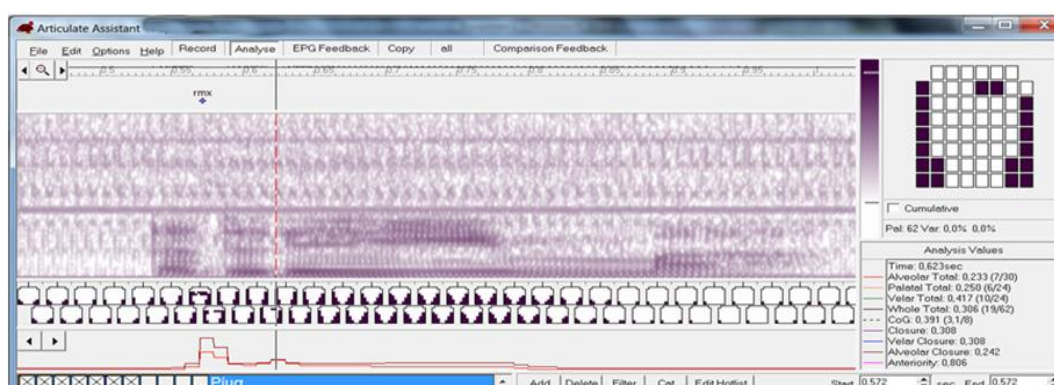 Articulate Assistant
File Edit Options Help Record Analyse EPG Feedback Copy all Comparison Feedback
0.5 0.55 0.6 0.65 0.7 0.75 0.8 0.85 0.9 0.95 1
rmx
Cumulative
Pal: 62 Var: 0,0% 0,0%
Analysis Values
Time: 0,623sec
Alveolar Total: 0,233 (7/30)
Palatal Total: 0,250 (6/24)
Velar Total: 0,417 (10/24)
Whole Total: 0,306 (19/62)
CoG: 0,391 (3,1/8)
Closure: 0,308
Velar Closure: 0,308
Alveolar Closure: 0,242
Anteriority: 0,806
Add Delete Filter Cat Edit Hotlist Start 0,572 sec End 0,572